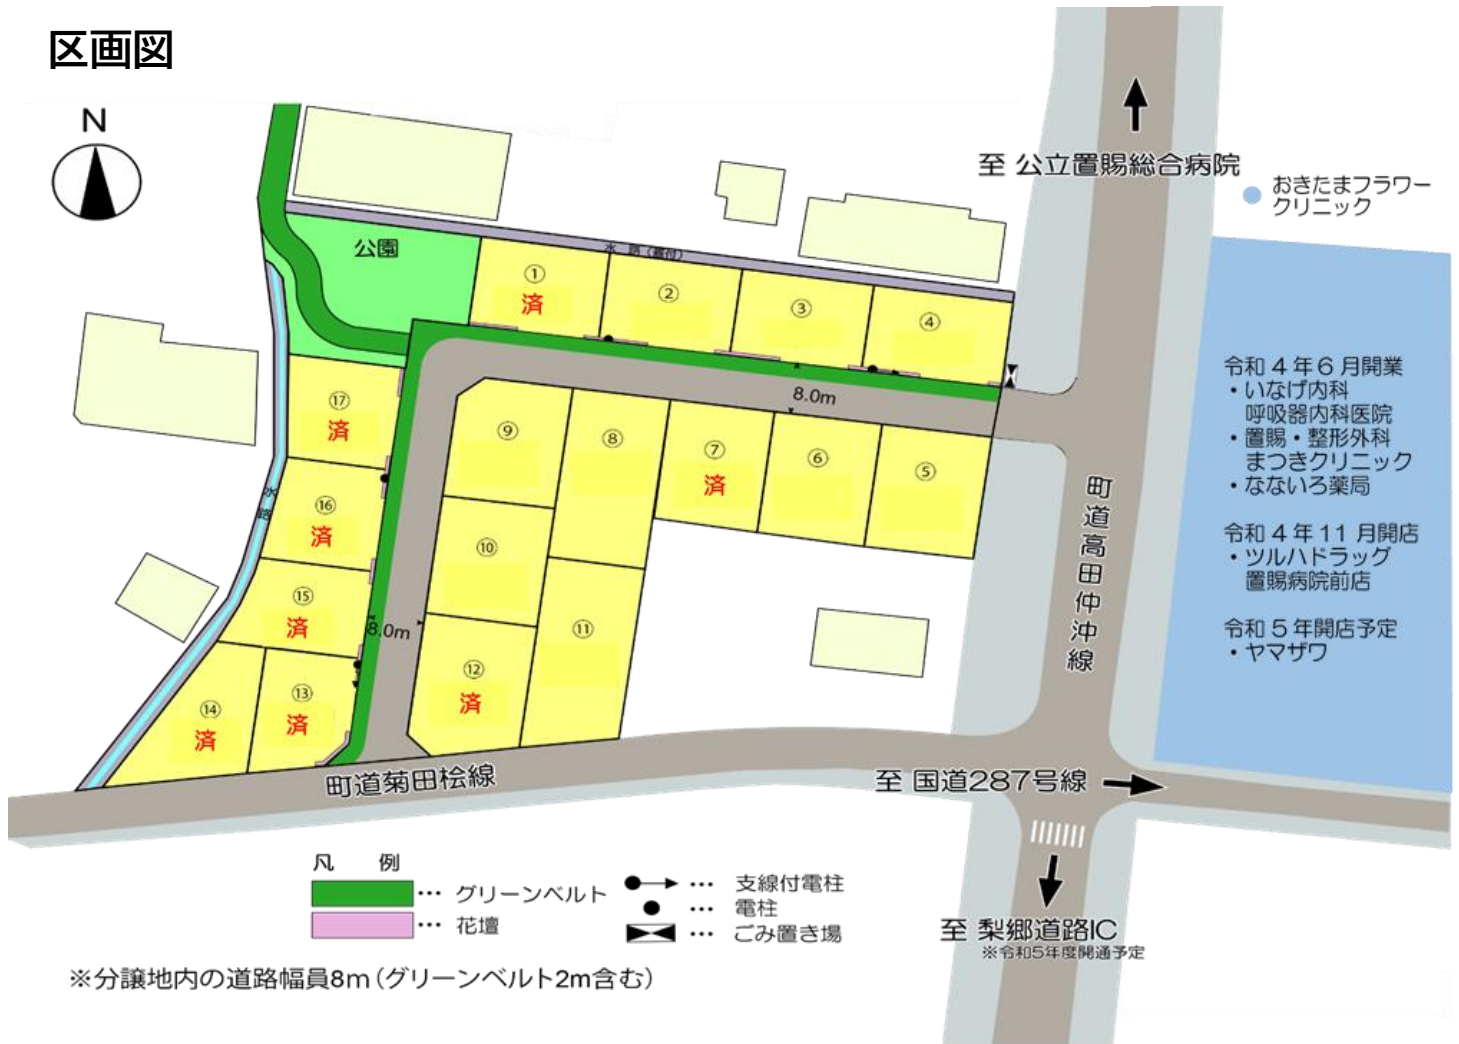 区画図
N
至 公立置賜総合病院
おきたまフラワー
クリニック
公園
水 路(暗付)
①
済
②
③
④
8.0m
⑰
済
⑨
⑧
⑦
済
⑥
⑤
令和４年６月開業
・いなげ内科
呼吸器内科医院
・置賜・整形外科
まつきクリニック
・なないろ薬局
令和４年11月開店
・ツルハドラッグ
置賜病院前店
令和５年開店予定
・ヤマザワ
町道高田仲沖線
水路
⑯
済
⑩
⑮
済
8.0m
⑪
⑫
済
⑬
済
⑭
済
町道菊田桧線
至 国道287号線
凡 例
… グリーンベルト
… 花壇
… 支線付電柱
… 電柱
… ごみ置き場
至 梨郷道路IC
※令和5年度開通予定
※分譲地内の道路幅員8m(グリーンベルト2m含む)